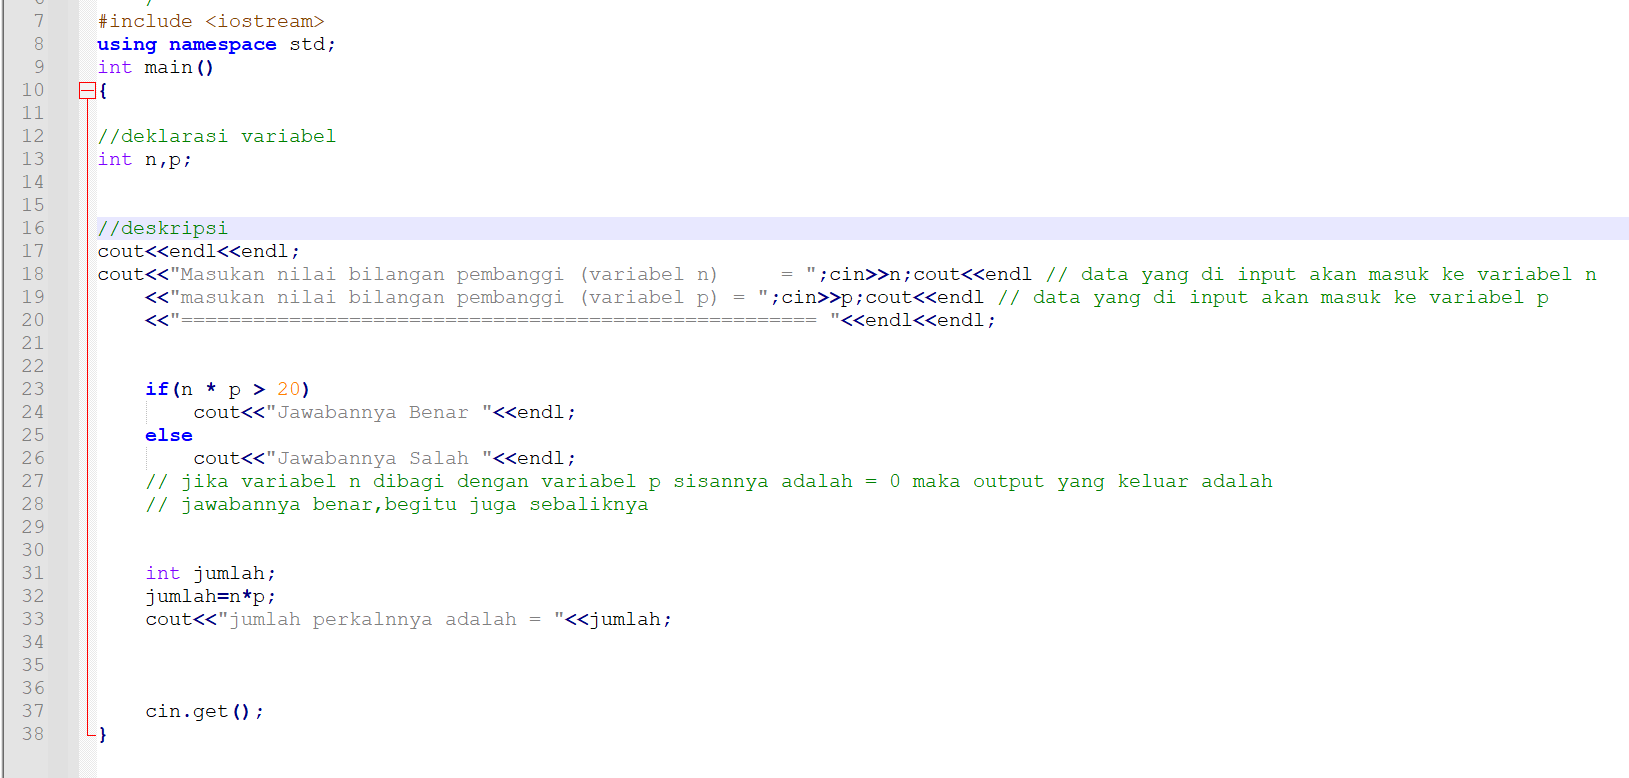 7 #include <iostream>
8 using namespace std;
9 int main()
10 {
11
12 //deklarasi variabel
13 int n,p;
14
15
16 //deskripsi
17 cout<<endl<<endl;
18 cout<<"Masukan nilai bilangan pembanggi (variabel n)     = ";cin>>n;cout<<endl // data yang di input akan masuk ke variabel n
19     <<"masukan nilai bilangan pembanggi (variabel p) = ";cin>>p;cout<<endl // data yang di input akan masuk ke variabel p
20     <<"===================================================== "<<endl<<endl;
21
22
23     if(n * p > 20)
24         cout<<"Jawabannya Benar "<<endl;
25     else
26         cout<<"Jawabannya Salah "<<endl;
27     // jika variabel n dibagi dengan variabel p sisannya adalah = 0 maka output yang keluar adalah
28     // jawabannya benar,begitu juga sebaliknya
29
30
31     int jumlah;
32     jumlah=n*p;
33     cout<<"jumlah perkalnnya adalah = "<<jumlah;
34
35
36
37     cin.get();
38 }